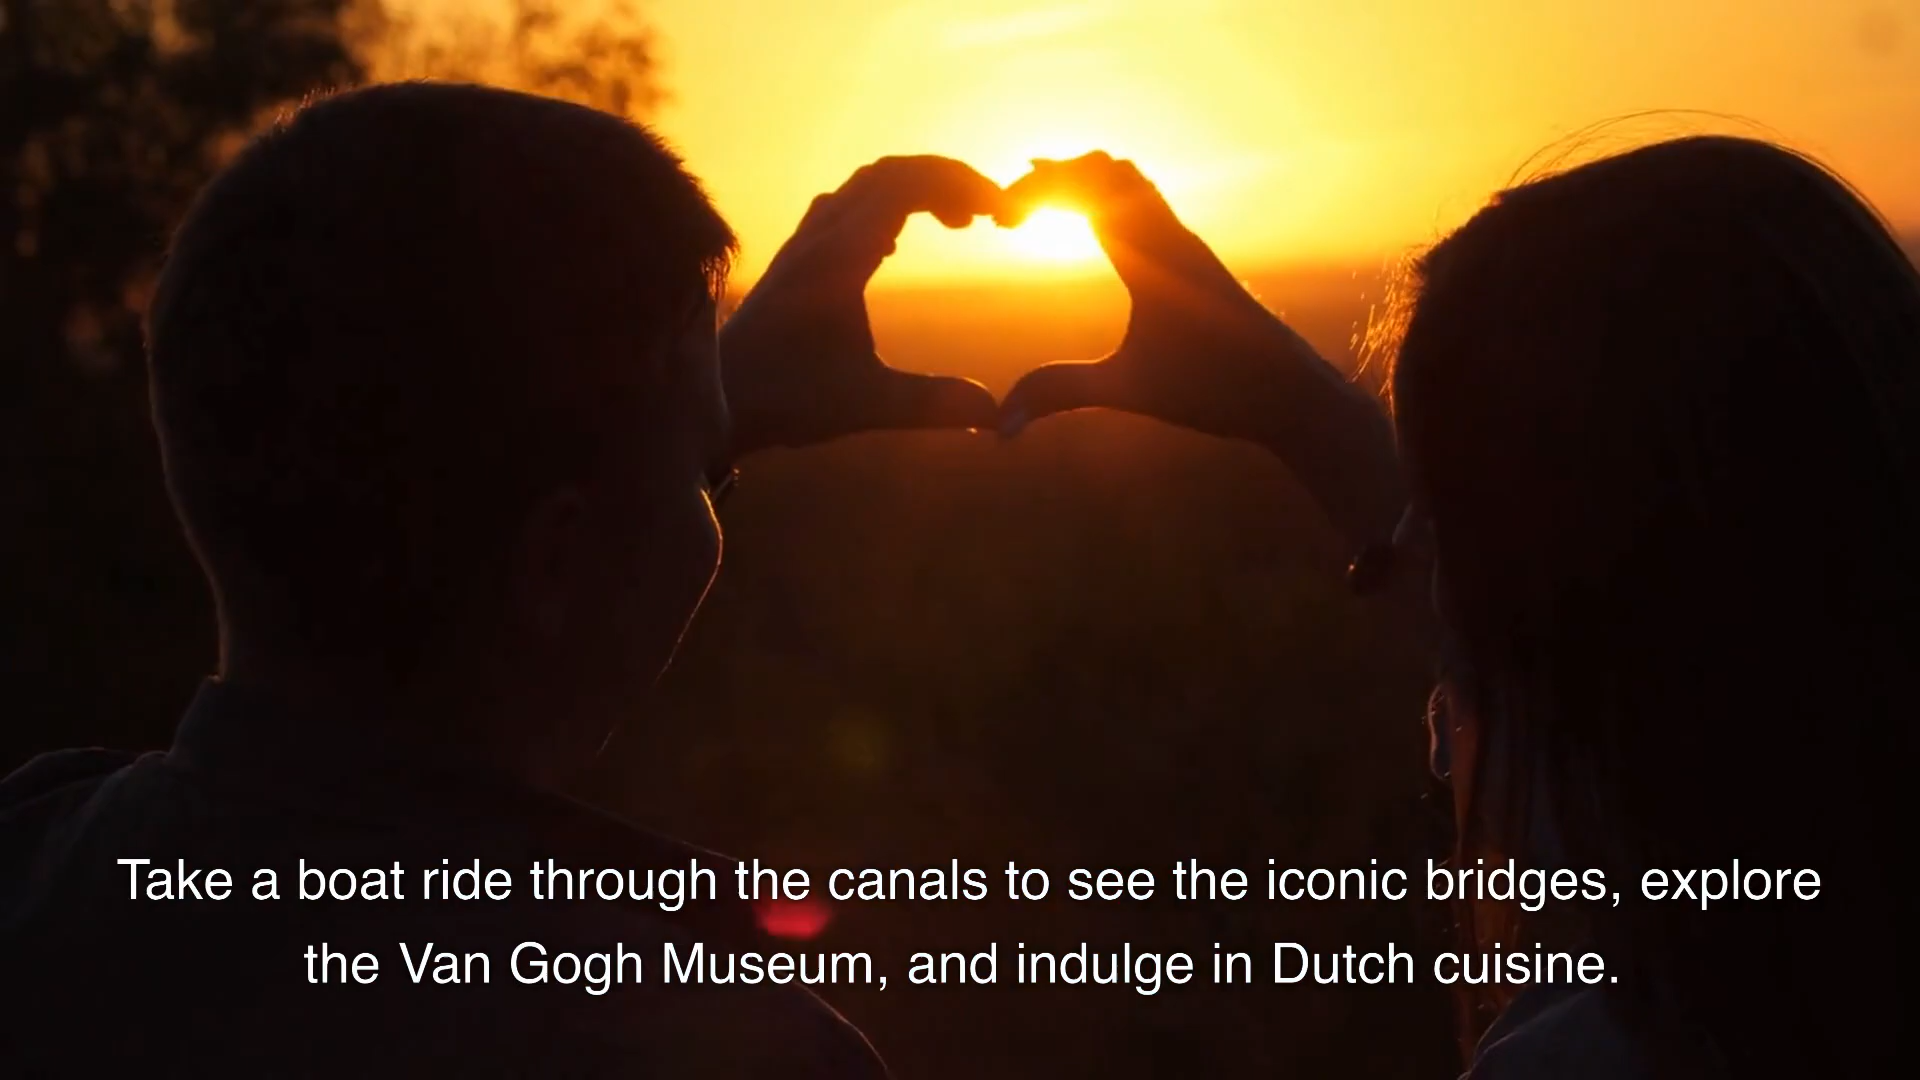 Take a boat ride through the canals to see the iconic bridges, explore
the Van Gogh Museum, and indulge in Dutch cuisine.